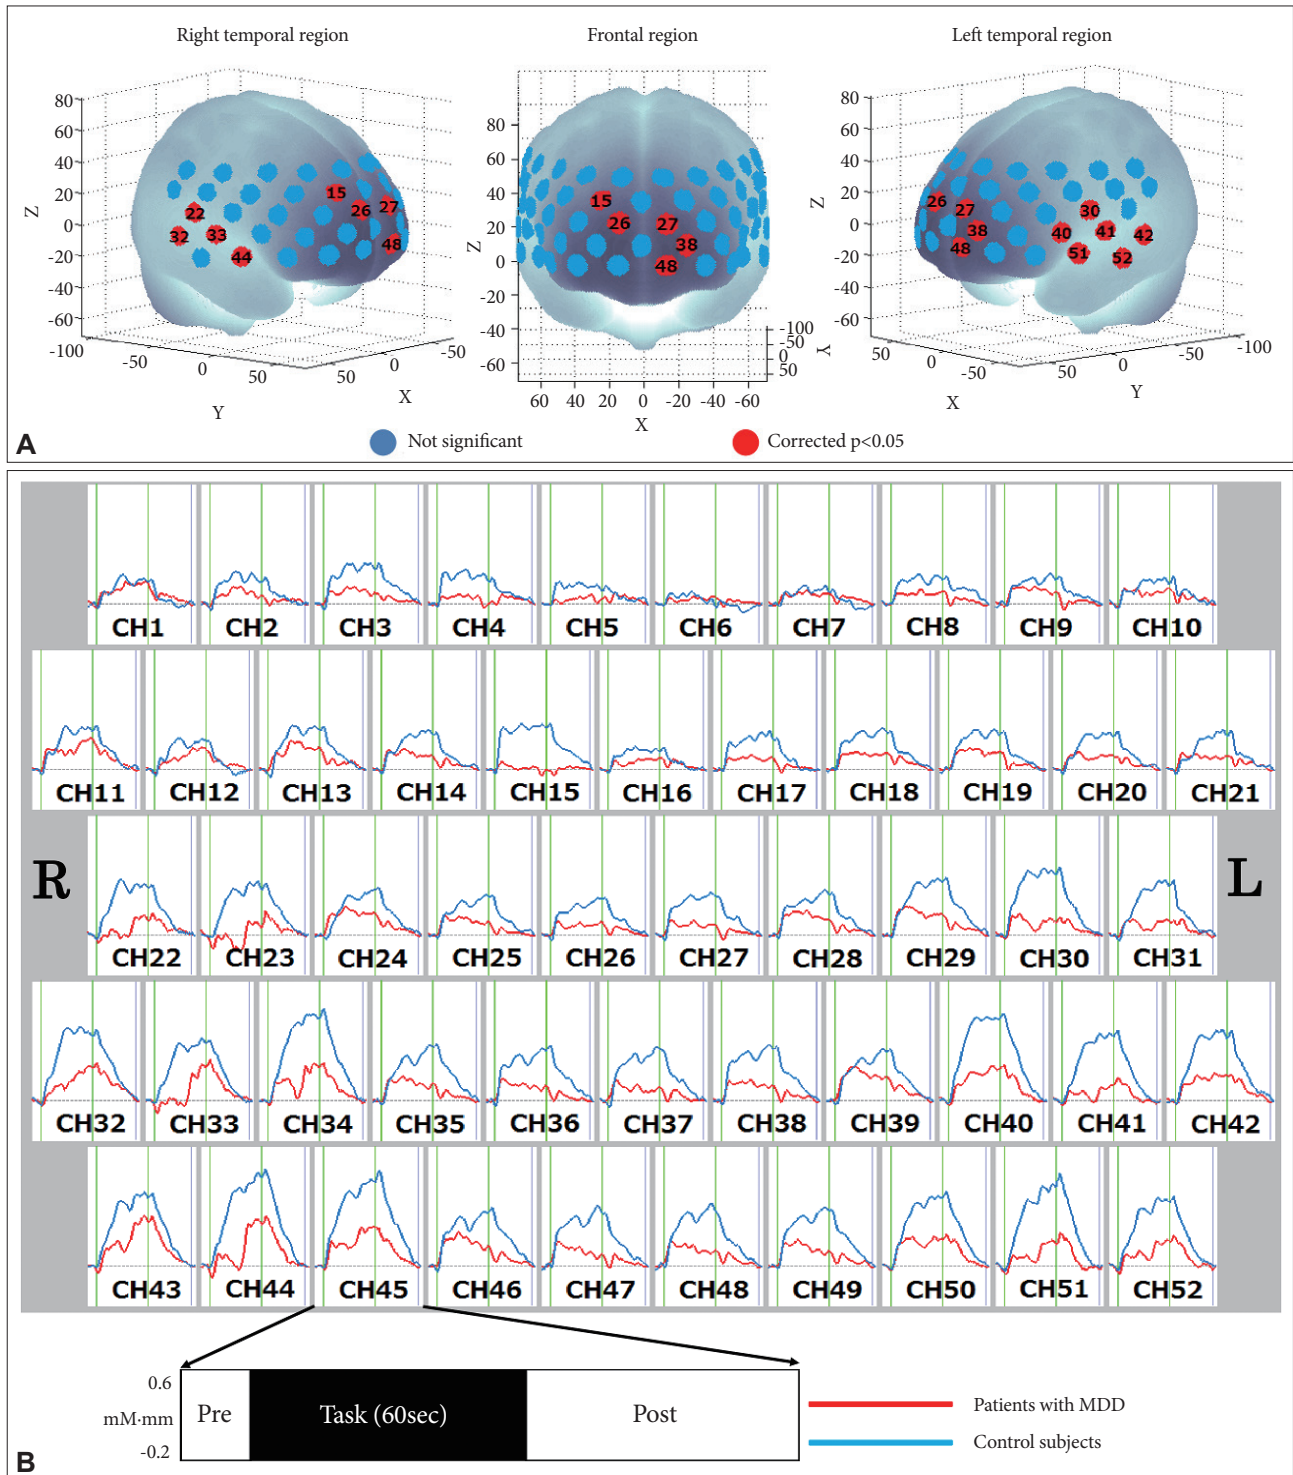 Right temporal region
Frontal region
Left temporal region
80
60
40
20
0
-20
-40
-60
Z
-100
-50
0
50
Y
50
0
-50
X
15
22
26
27
32
33
44
48
80
60
40
20
0
-20
-40
-60
Z
60 40 20 0 -20 -40 -60
X
-100
-50
0
50
Y
15
26
27
38
48
80
60
40
20
0
-20
-40
-60
Z
50
0
-50
X
50
0
-50
-100
Y
26
27
38
48
30
40
41
42
51
52
A
Not significant
Corrected p<0.05
CH1 CH2 CH3 CH4 CH5 CH6 CH7 CH8 CH9 CH10
CH11 CH12 CH13 CH14 CH15 CH16 CH17 CH18 CH19 CH20 CH21
R
L
CH22 CH23 CH24 CH25 CH26 CH27 CH28 CH29 CH30 CH31
CH32 CH33 CH34 CH35 CH36 CH37 CH38 CH39 CH40 CH41 CH42
CH43 CH44 CH45 CH46 CH47 CH48 CH49 CH50 CH51 CH52
0.6
mM·mm
-0.2
Pre
Task (60sec)
Post
Patients with MDD
Control subjects
B